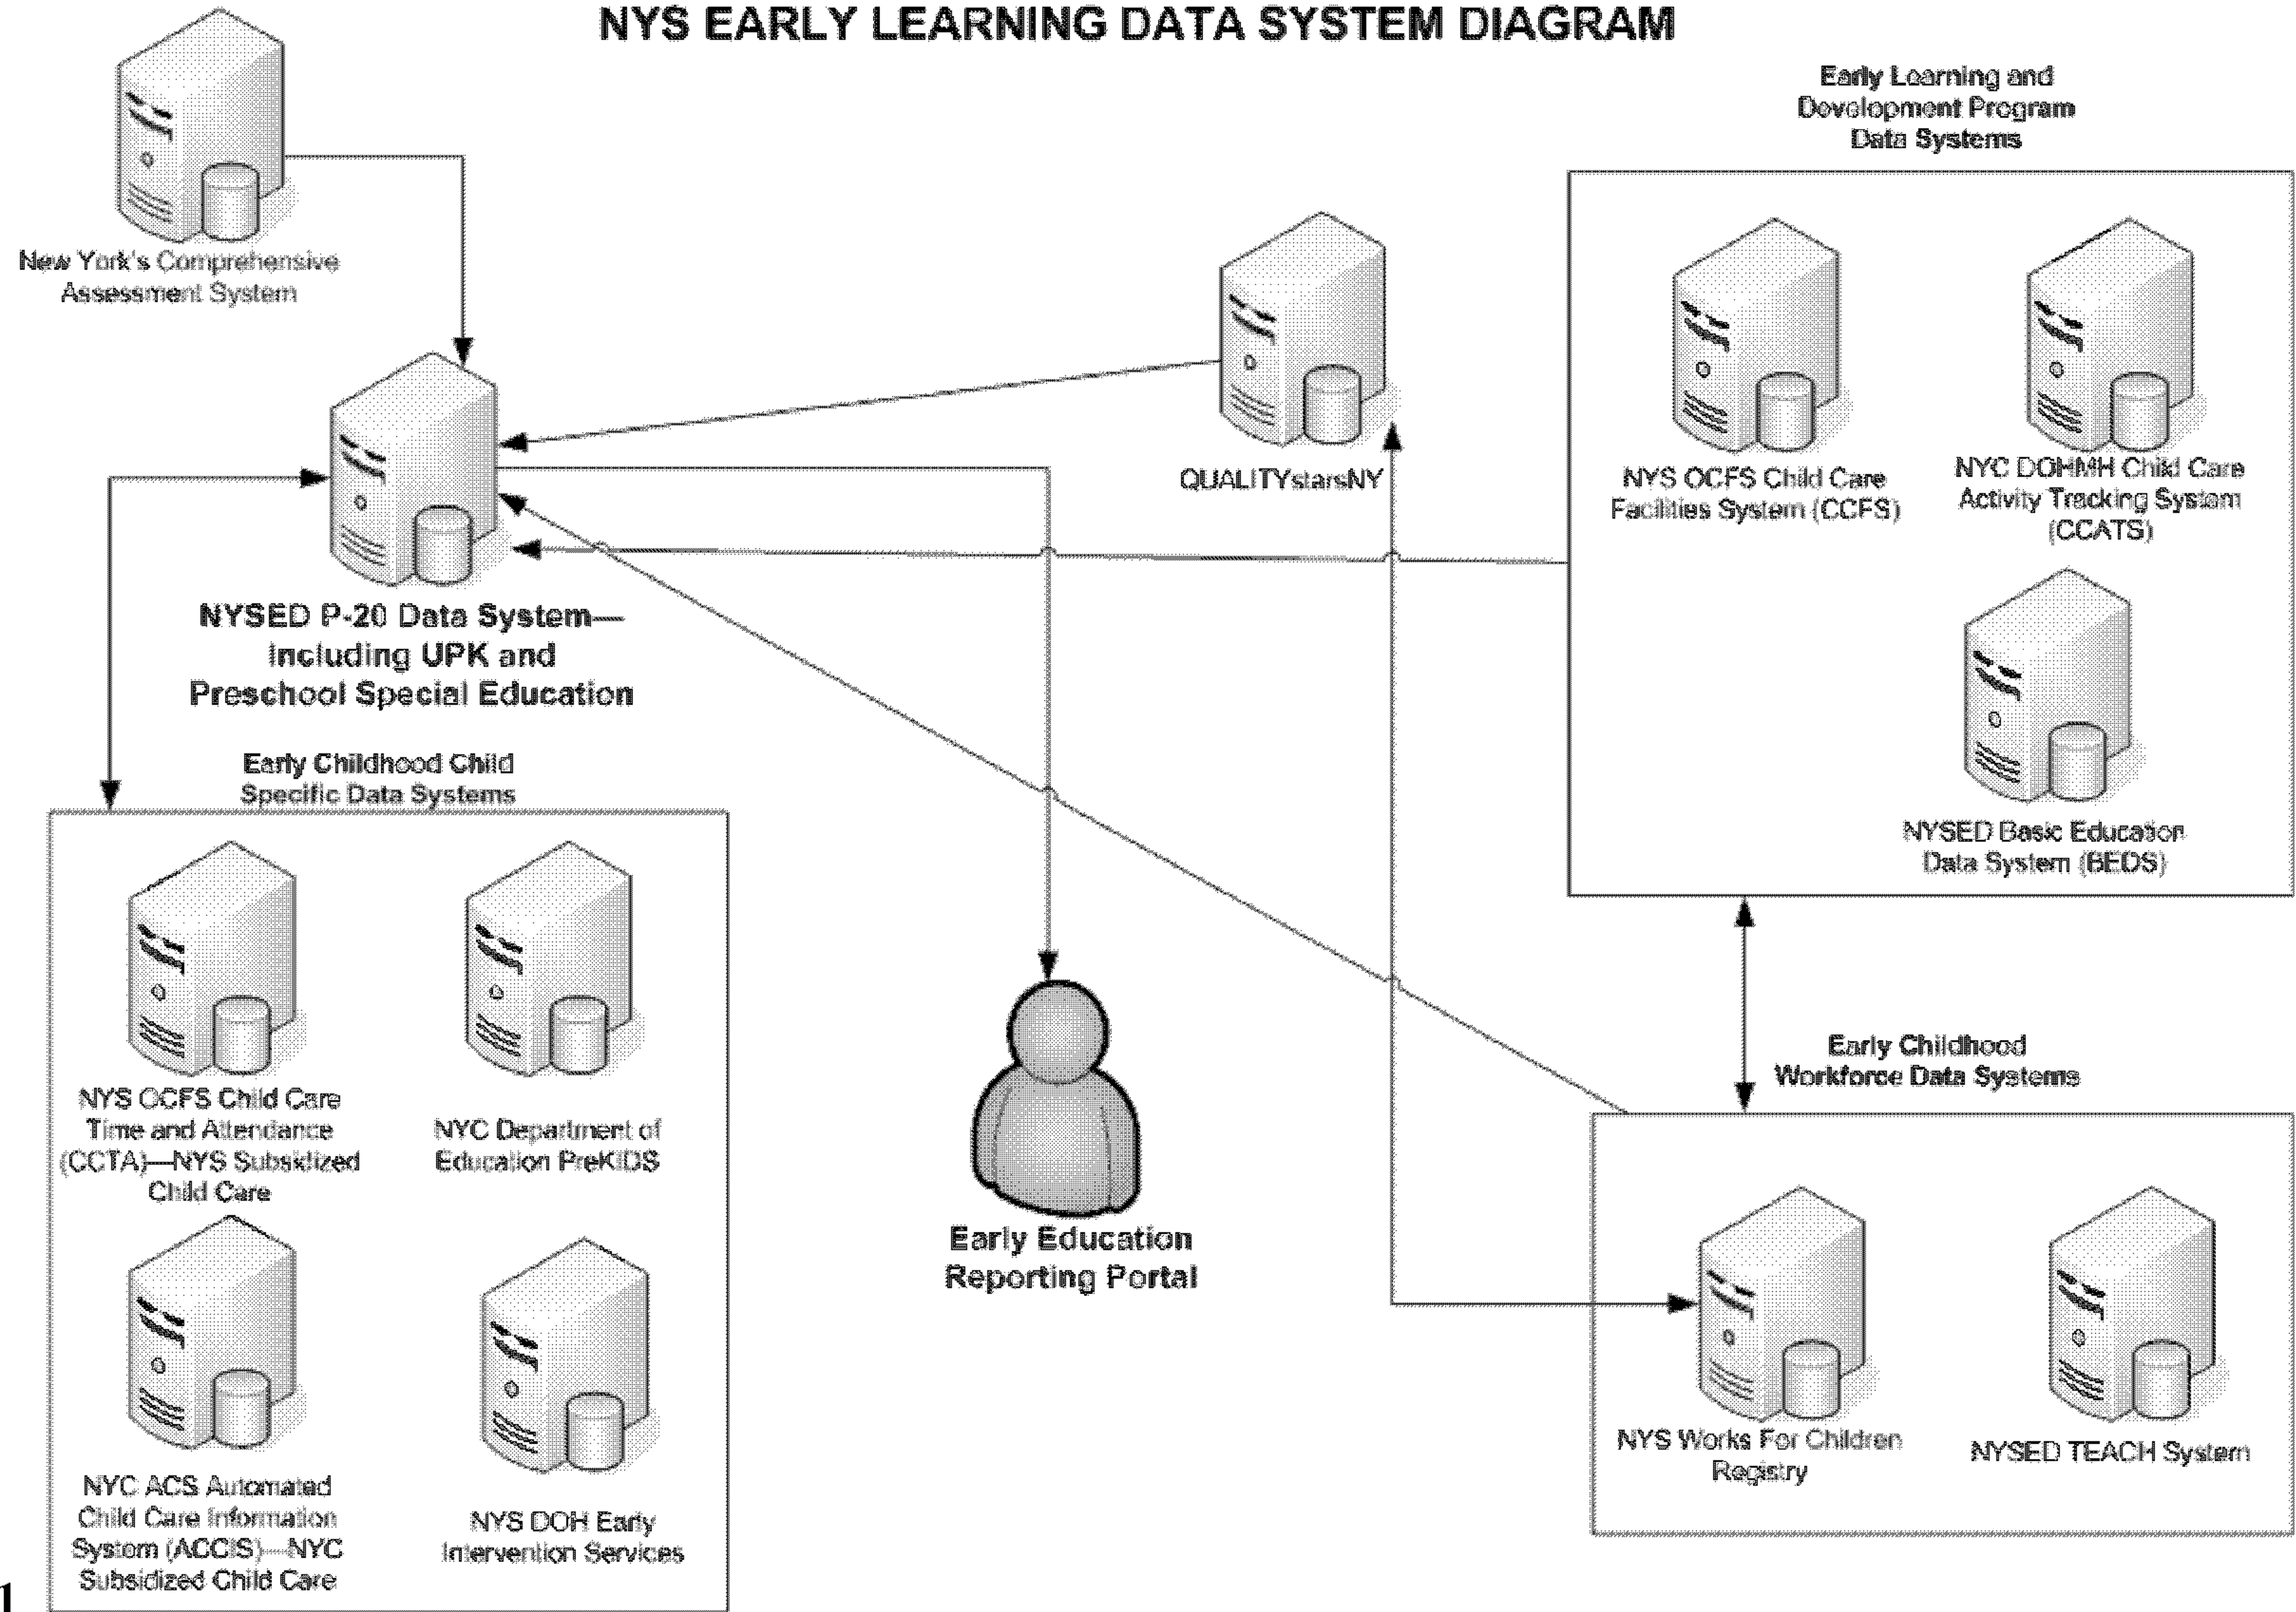 NYS EARLY LEARNING DATA SYSTEM DIAGRAM
New York's Comprehensive
Assessment System
Early Learning and
Development Program
Data Systems
QUALITYstarsNY
NYS OCFS Child Care
Facilities System (CCFS)
NYC DOHMH Child Care
Activity Tracking System
(CCATS)
NYSED P-20 Data System—
Including UPK and
Preschool Special Education
NYSED Basic Education
Data System (BEDS)
Early Childhood Child
Specific Data Systems
NYS OCFS Child Care
Time and Attendance
(CCTA)—NYS Subsidized
Child Care
NYC Department of
Education PreKIDS
NYC ACS Automated
Child Care Information
System (ACCIS)—NYC
Subsidized Child Care
NYS DOH Early
Intervention Services
Early Education
Reporting Portal
Early Childhood
Workforce Data Systems
NYS Works For Children
Registry
NYSED TEACH System
1